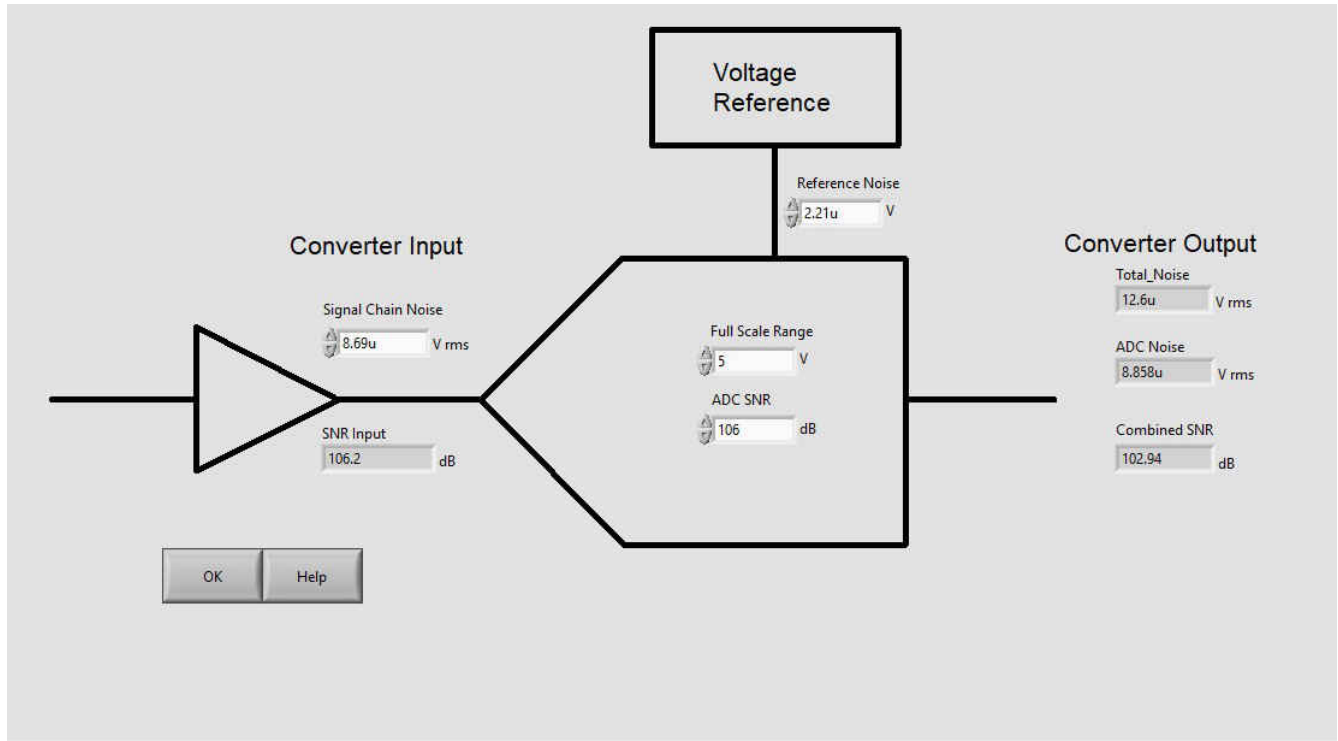 Voltage
Reference
Reference Noise
2.21u V
Converter Input
Converter Output
Total_Noise
12.6u V rms
Signal Chain Noise
8.69u V rms
Full Scale Range
5 V
ADC Noise
8.858u V rms
ADC SNR
106 dB
SNR Input
106.2 dB
Combined SNR
102.94 dB
OK
Help